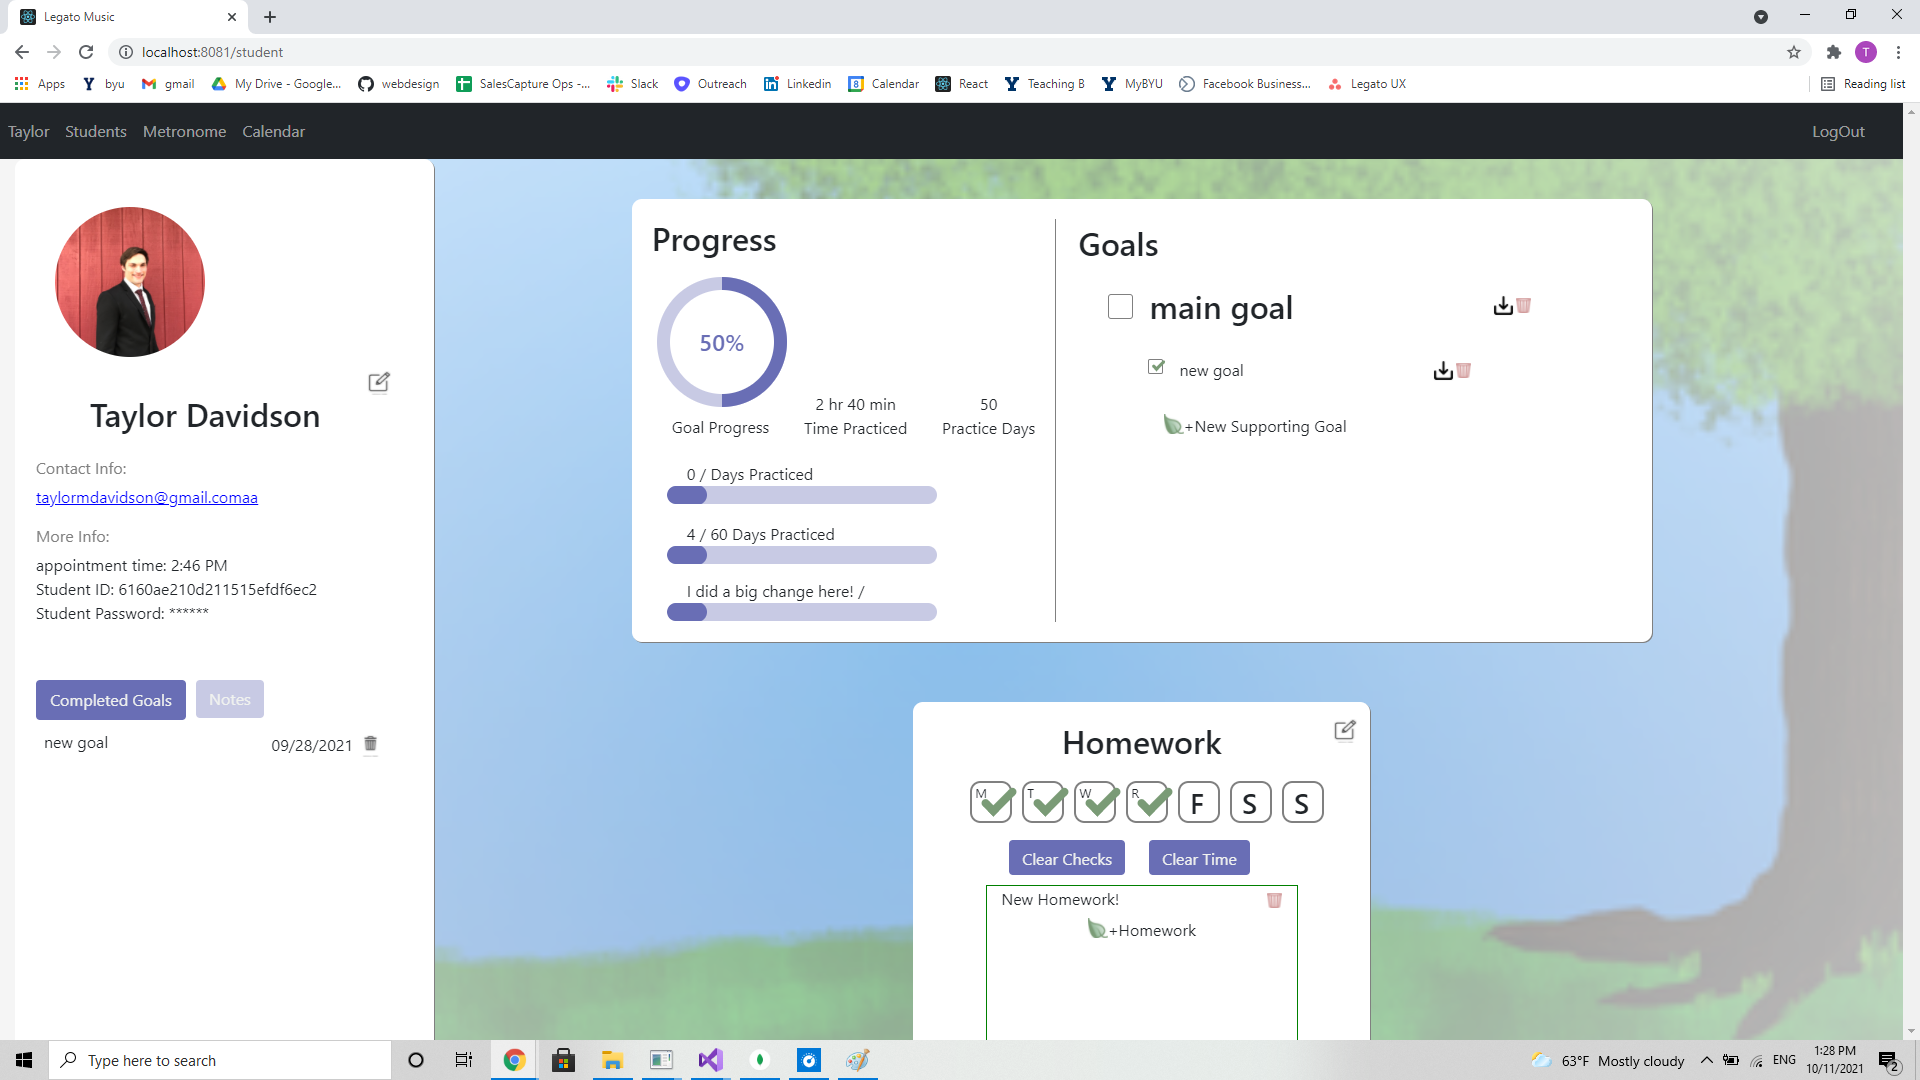 Legato Music
localhost:8081/student
T
Apps byu gmail My Drive - Google... webdesign SalesCapture Ops -... Slack Outreach Linkedin 8 Calendar React Teaching B MyBYU Facebook Business... Legato UX Reading list
Taylor Students Metronome Calendar LogOut
Taylor Davidson
Contact Info:
taylormdavidson@gmail.comaa
More Info:
appointment time: 2:46 PM
Student ID: 6160ae210d211515efdf6ec2
Student Password: ******
Completed Goals Notes
new goal 09/28/2021
Progress
50%
Goal Progress
2 hr 40 min
Time Practiced
50
Practice Days
0 / Days Practiced
4 / 60 Days Practiced
I did a big change here! /
Goals
main goal
new goal
+New Supporting Goal
Homework
M T W R F S S
Clear Checks Clear Time
New Homework!
+Homework
Type here to search
63°F Mostly cloudy
ENG
1:28 PM
10/11/2021
2